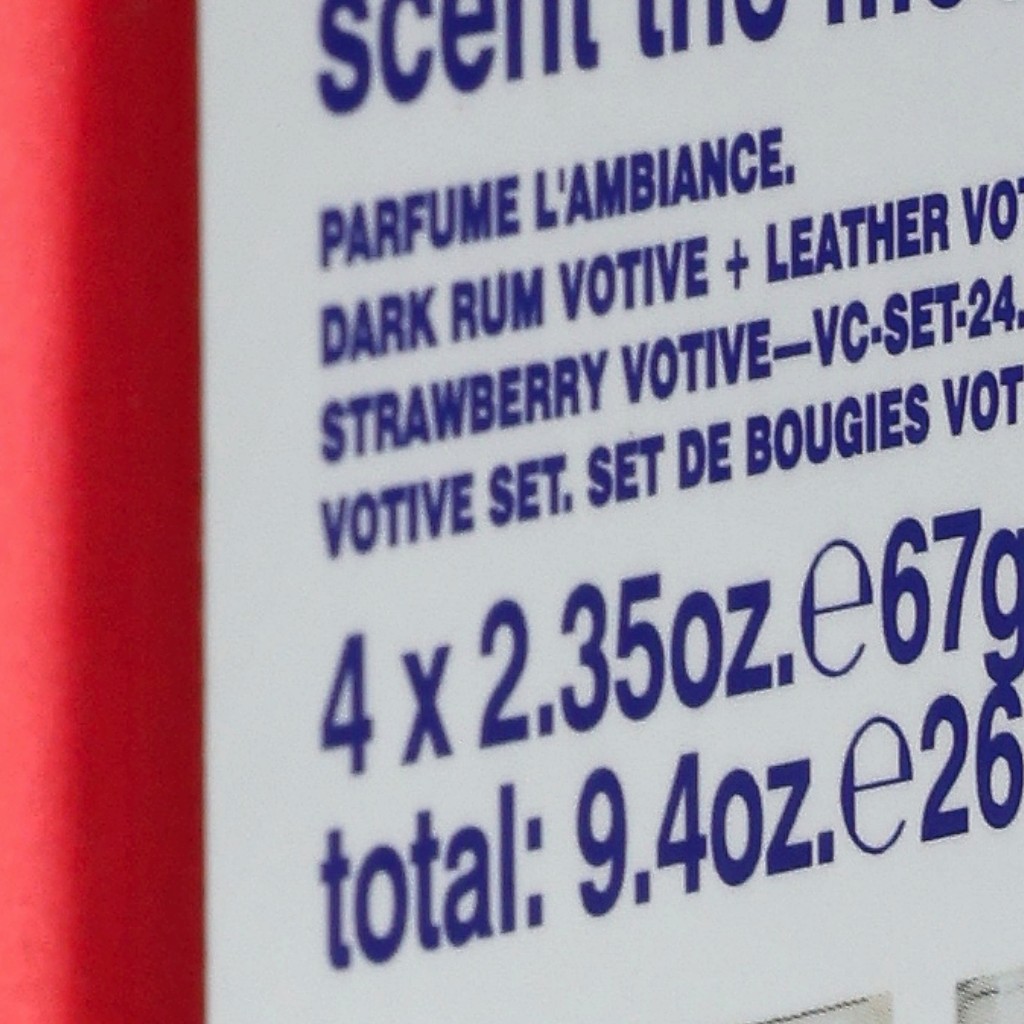 scent the
PARFUME L'AMBIANCE.
DARK RUM VOTIVE + LEATHER
STRAWBERRY VOTIVE—VC-SET-24.
VOTIVE SET. SET DE BOUGIES
4 x 2.35oz. ℮67g
total: 9.4oz. ℮26